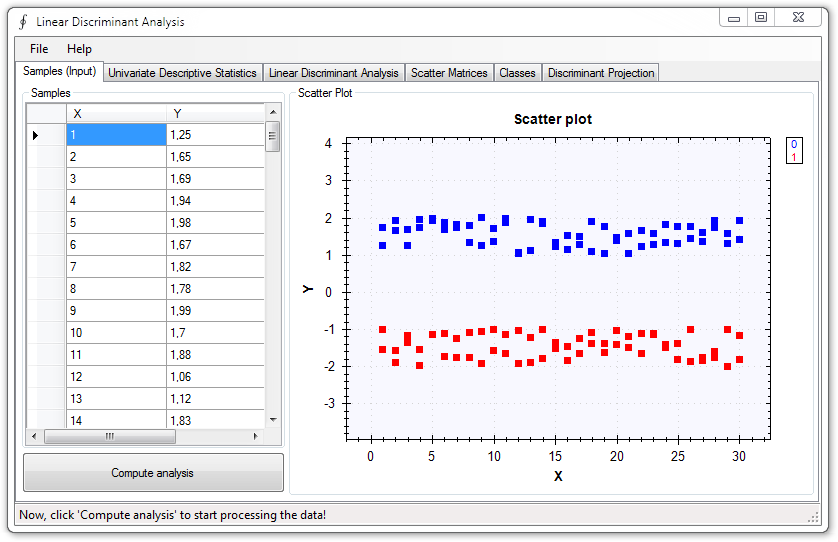 Linear Discriminant Analysis
File Help
Samples (Input) Univariate Descriptive Statistics Linear Discriminant Analysis Scatter Matrices Classes Discriminant Projection
Samples
X Y
1 1,25
2 1,65
3 1,69
4 1,94
5 1,98
6 1,67
7 1,82
8 1,78
9 1,99
10 1,7
11 1,88
12 1,06
13 1,12
14 1,83
Compute analysis
Scatter Plot
Scatter plot
0
1
4
3
2
1
0
-1
-2
-3
Y
0 5 10 15 20 25 30
X
Now, click 'Compute analysis' to start processing the data!